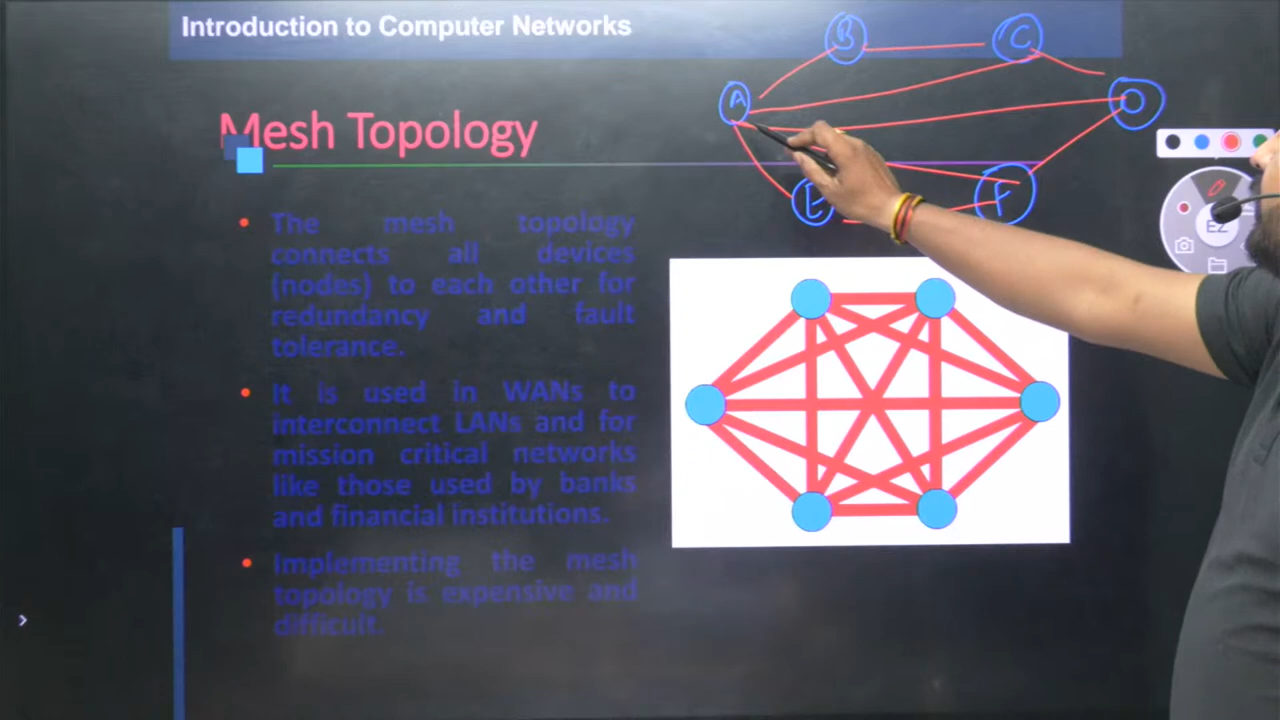 Introduction to Computer Networks
B
C
A
D
E
F
EZ
Mesh Topology
• The mesh topology
connects all devices
(nodes) to each other for
redundancy and fault
tolerance.
• It is used in WANs to
interconnect LANs and for
mission critical networks
like those used by banks
and financial institutions.
• Implementing the mesh
topology is expensive and
difficult.